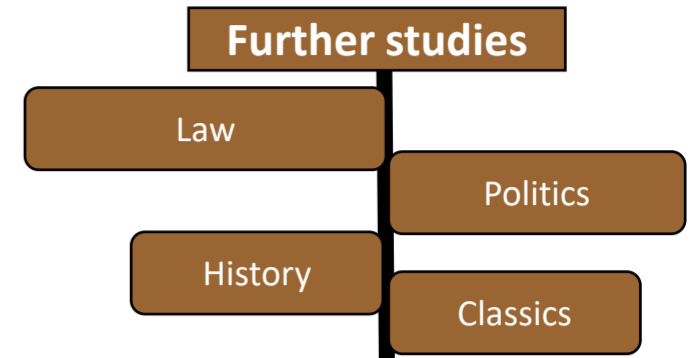 Further studies
Law
Politics
History
Classics